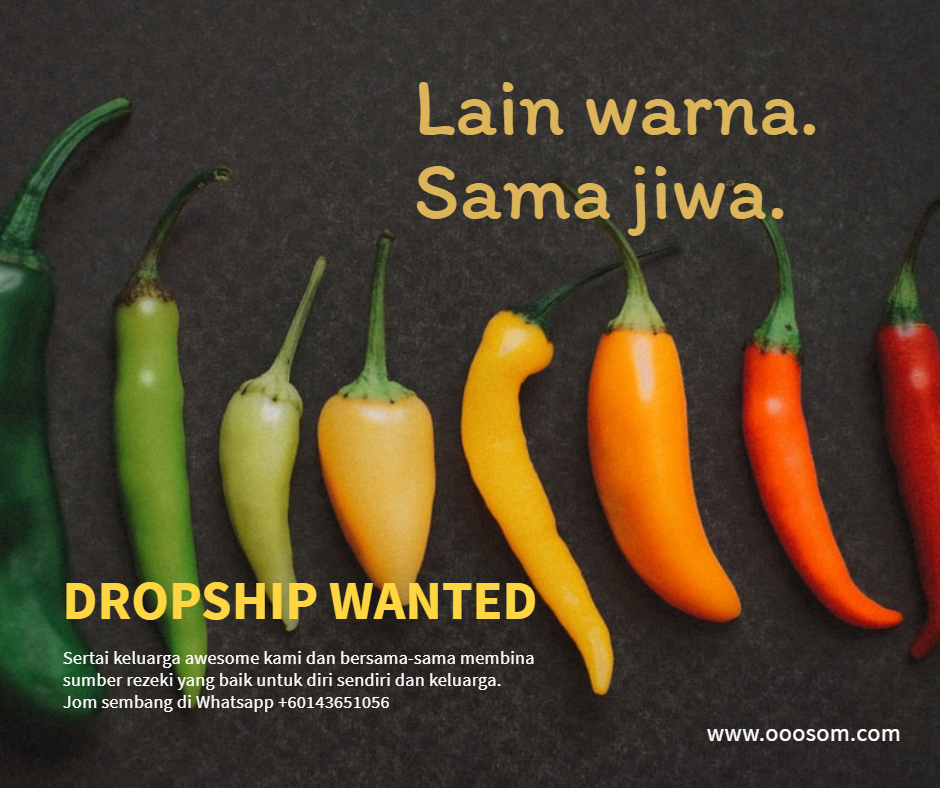 Lain warna.
Sama jiwa.
DROPSHIP WANTED
Sertai keluarga awesome kami dan bersama-sama membina
sumber rezeki yang baik untuk diri sendiri dan keluarga.
Jom sembang di Whatsapp +60143651056
www.ooosom.com